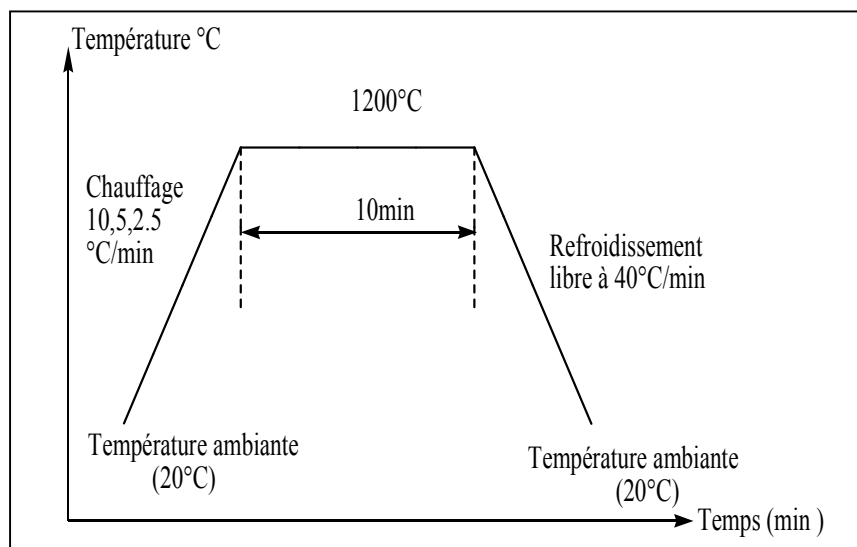 Température °C
1200°C
Chauffage
10,5,2.5
°C/min
10min
Refroidissement
libre à 40°C/min
Température ambiante
(20°C)
Température ambiante
(20°C)
Temps (min )